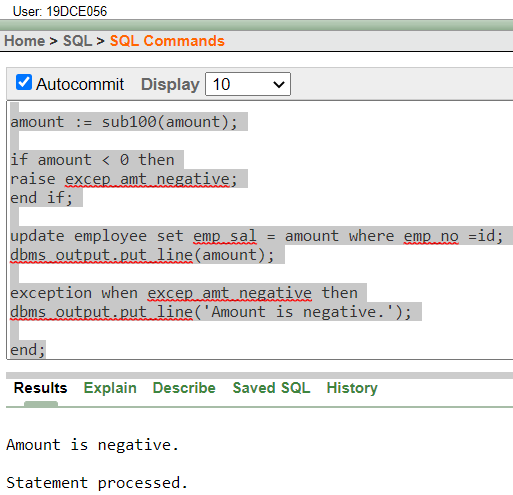 User: 19DCE056
Home > SQL > SQL Commands
Autocommit Display 10
amount := sub100(amount);
if amount < 0 then
raise excep_amt_negative;
end if;
update employee set emp_sal = amount where emp_no =id;
dbms_output.put_line(amount);
exception when excep_amt_negative then
dbms_output.put_line('Amount is negative.');
end;
Results Explain Describe Saved SQL History
Amount is negative.
Statement processed.